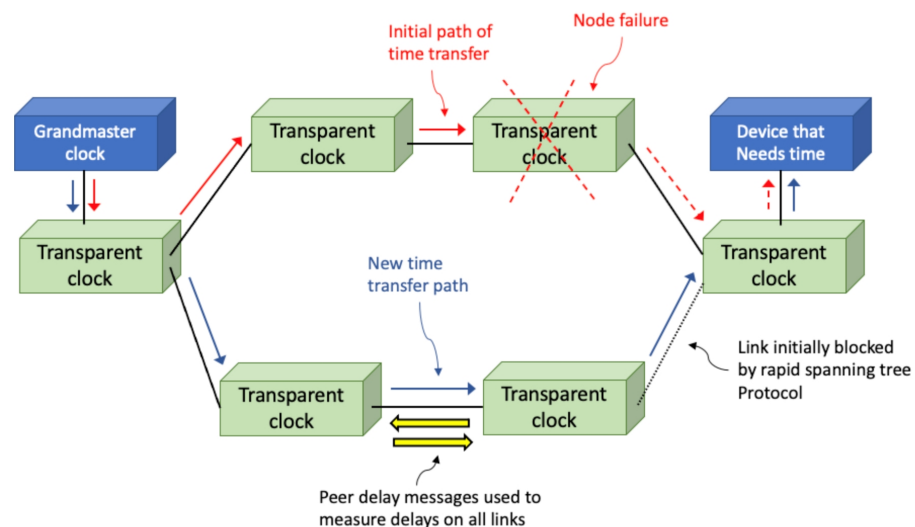 Initial path of
time transfer
Node failure
Grandmaster
clock
Transparent
clock
Transparent
clock
Device that
Needs time
Transparent
clock
Transparent
clock
New time
transfer path
Link initially blocked
by rapid spanning tree
Protocol
Transparent
clock
Transparent
clock
Peer delay messages used to
measure delays on all links